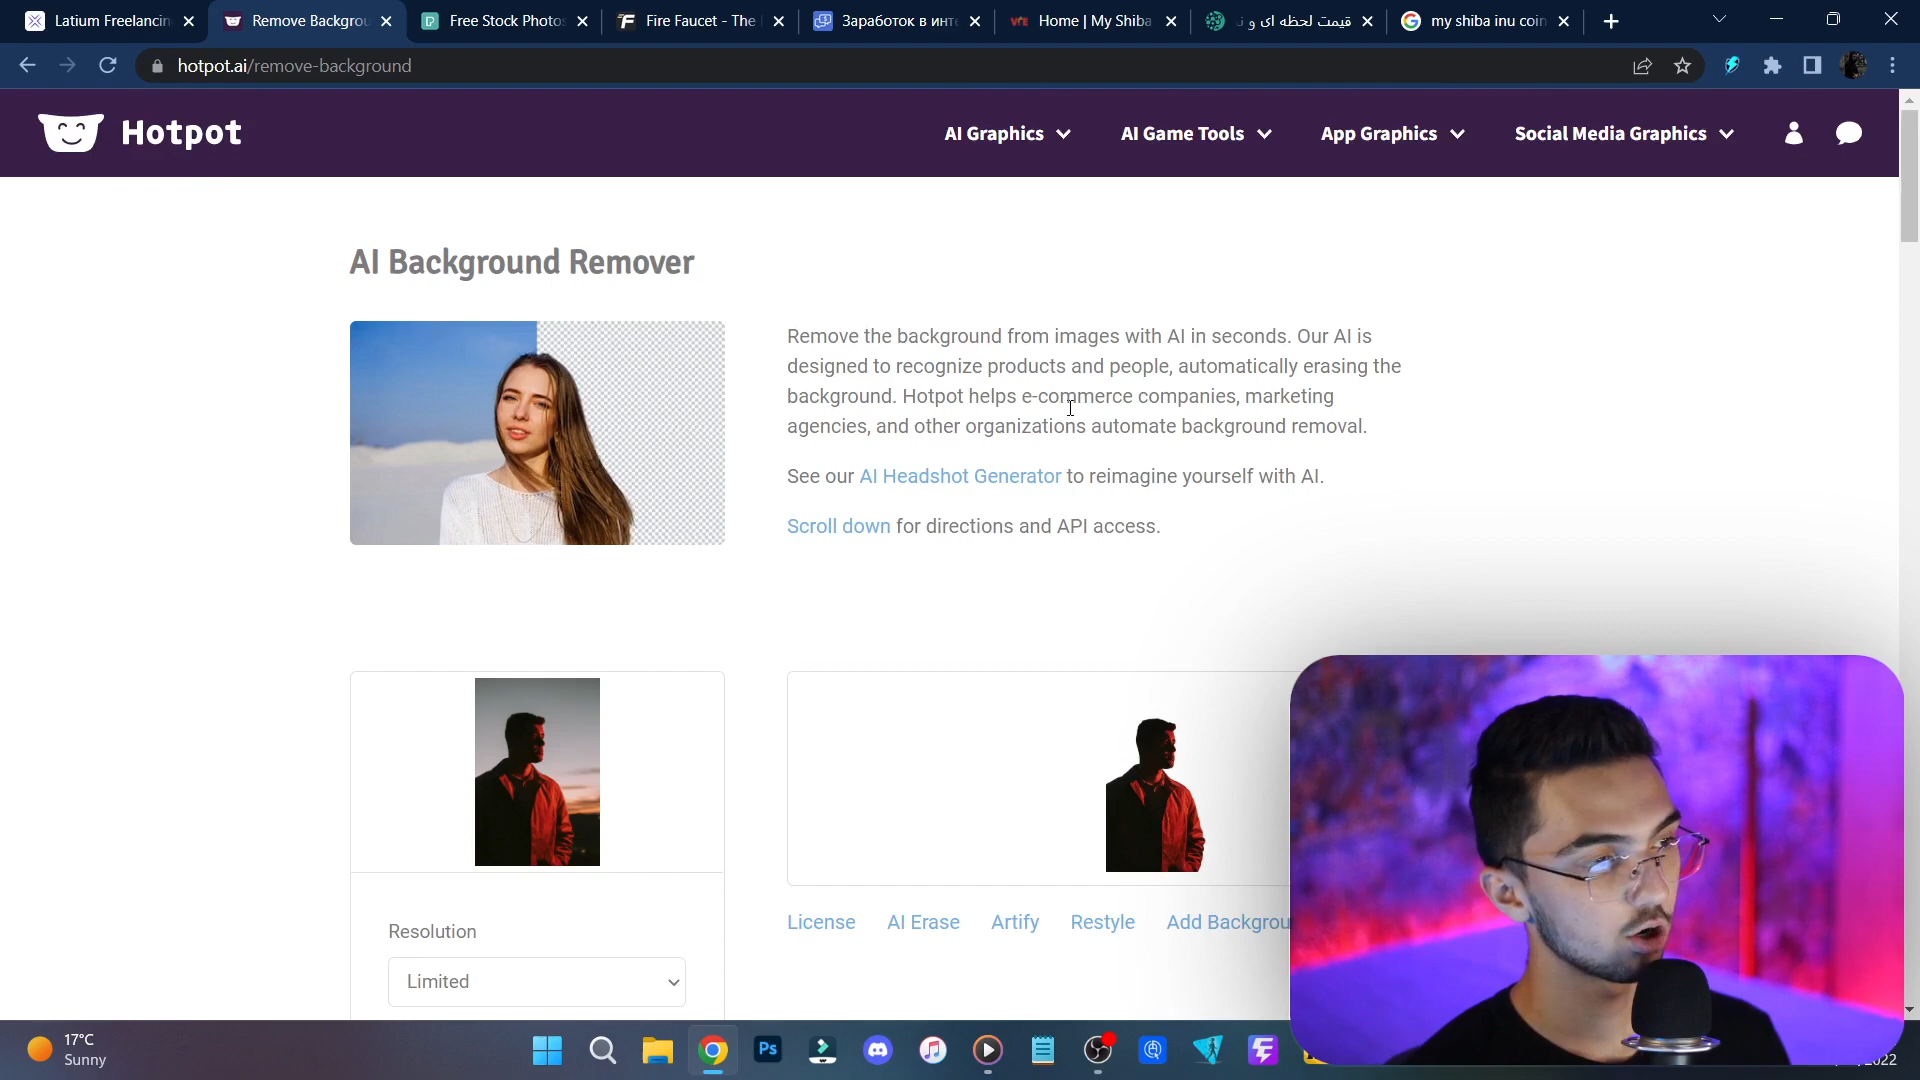 Latium Freelancin
Remove Backgrou
Free Stock Photos
Fire Faucet - The
Заработок в инте
Home | My Shiba
قیمت لحظه ای و ن
my shiba inu coin
hotpot.ai/remove-background
Hotpot
AI Graphics
AI Game Tools
App Graphics
Social Media Graphics
AI Background Remover
Remove the background from images with AI in seconds. Our AI is
designed to recognize products and people, automatically erasing the
background. Hotpot helps e-commerce companies, marketing
agencies, and other organizations automate background removal.
See our AI Headshot Generator to reimagine yourself with AI.
Scroll down for directions and API access.
License
AI Erase
Artify
Restyle
Add Backgrou
Resolution
Limited
17°C
Sunny
Ps
2022